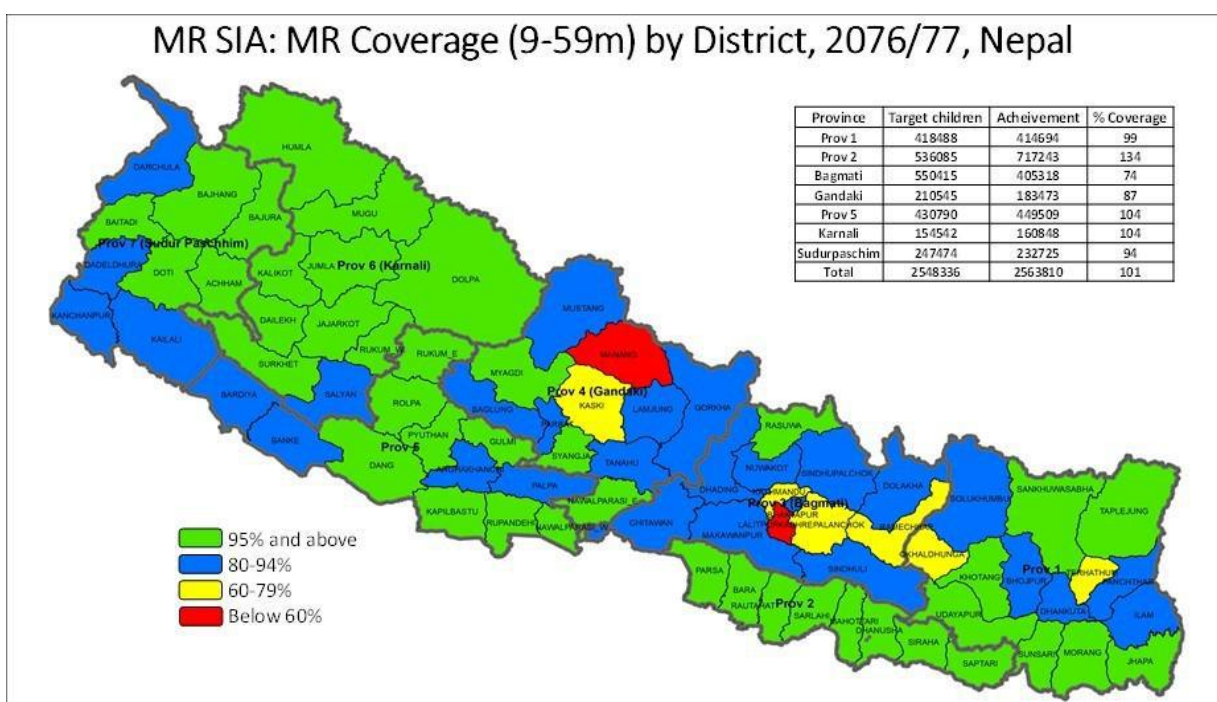 MR SIA: MR Coverage (9-59m) by District, 2076/77, Nepal
Province Target children Acheivement % Coverage
Prov 1 418488 414694 99
Prov 2 536085 717243 134
Bagmati 550415 405318 74
Gandaki 210545 183473 87
Prov 5 430790 449509 104
Karnali 154542 160848 104
Sudurpaschim 247474 232725 94
Total 2548336 2563810 101
HUMLA
DARCHULA
BAJHANG
BAJURA
MUGU
BAITADI
Prov 7 (Sudur Paschhim)
DADELDHURA
DOTI
ACHHAM
KALIKOT
JUMLA
Prov 6 (Karnali)
DOLPA
KANCHANPUR
KAILALI
DAILEKH
JAJARKOT
MUSTANG
SURKHET
RUKUM_W
RUKUM_E
MANANG
MYAGDI
Prov 4 (Gandaki)
BARDIYA
SALYAN
ROLPA
BAGLUNG
KASKI
LAMJUNG
GORKHA
BANKE
PYUTHAN
Prov 5
GULMI
SYANGJA
RASUWA
DANG
TANAHU
NUWAKOT
SINDHUPALCHOK
DOLAKHA
PALPA
DHADING
KAPILBASTU
RUPANDEHI
NAWALPARASI_E
NAWALPARASI_W
CHITAWAN
MAKAWANPUR
Prov 3 (Bagmati)
SINDHULI
SOLUKHUMBU
SANKHUWASABHA
TAPLEJUNG
KHOTANG
BHOJPUR
Prov 1
TERHATHUM
PANCHTHAR
DHANKUTA
ILAM
PARSA
BARA
RAUTAHAT
Prov 2
SARLAHI
MAHOTTARI
DHANUSHA
SIRAHA
UDAYAPUR
SAPTARI
SUNSARI
MORANG
JHAPA
95% and above
80-94%
60-79%
Below 60%